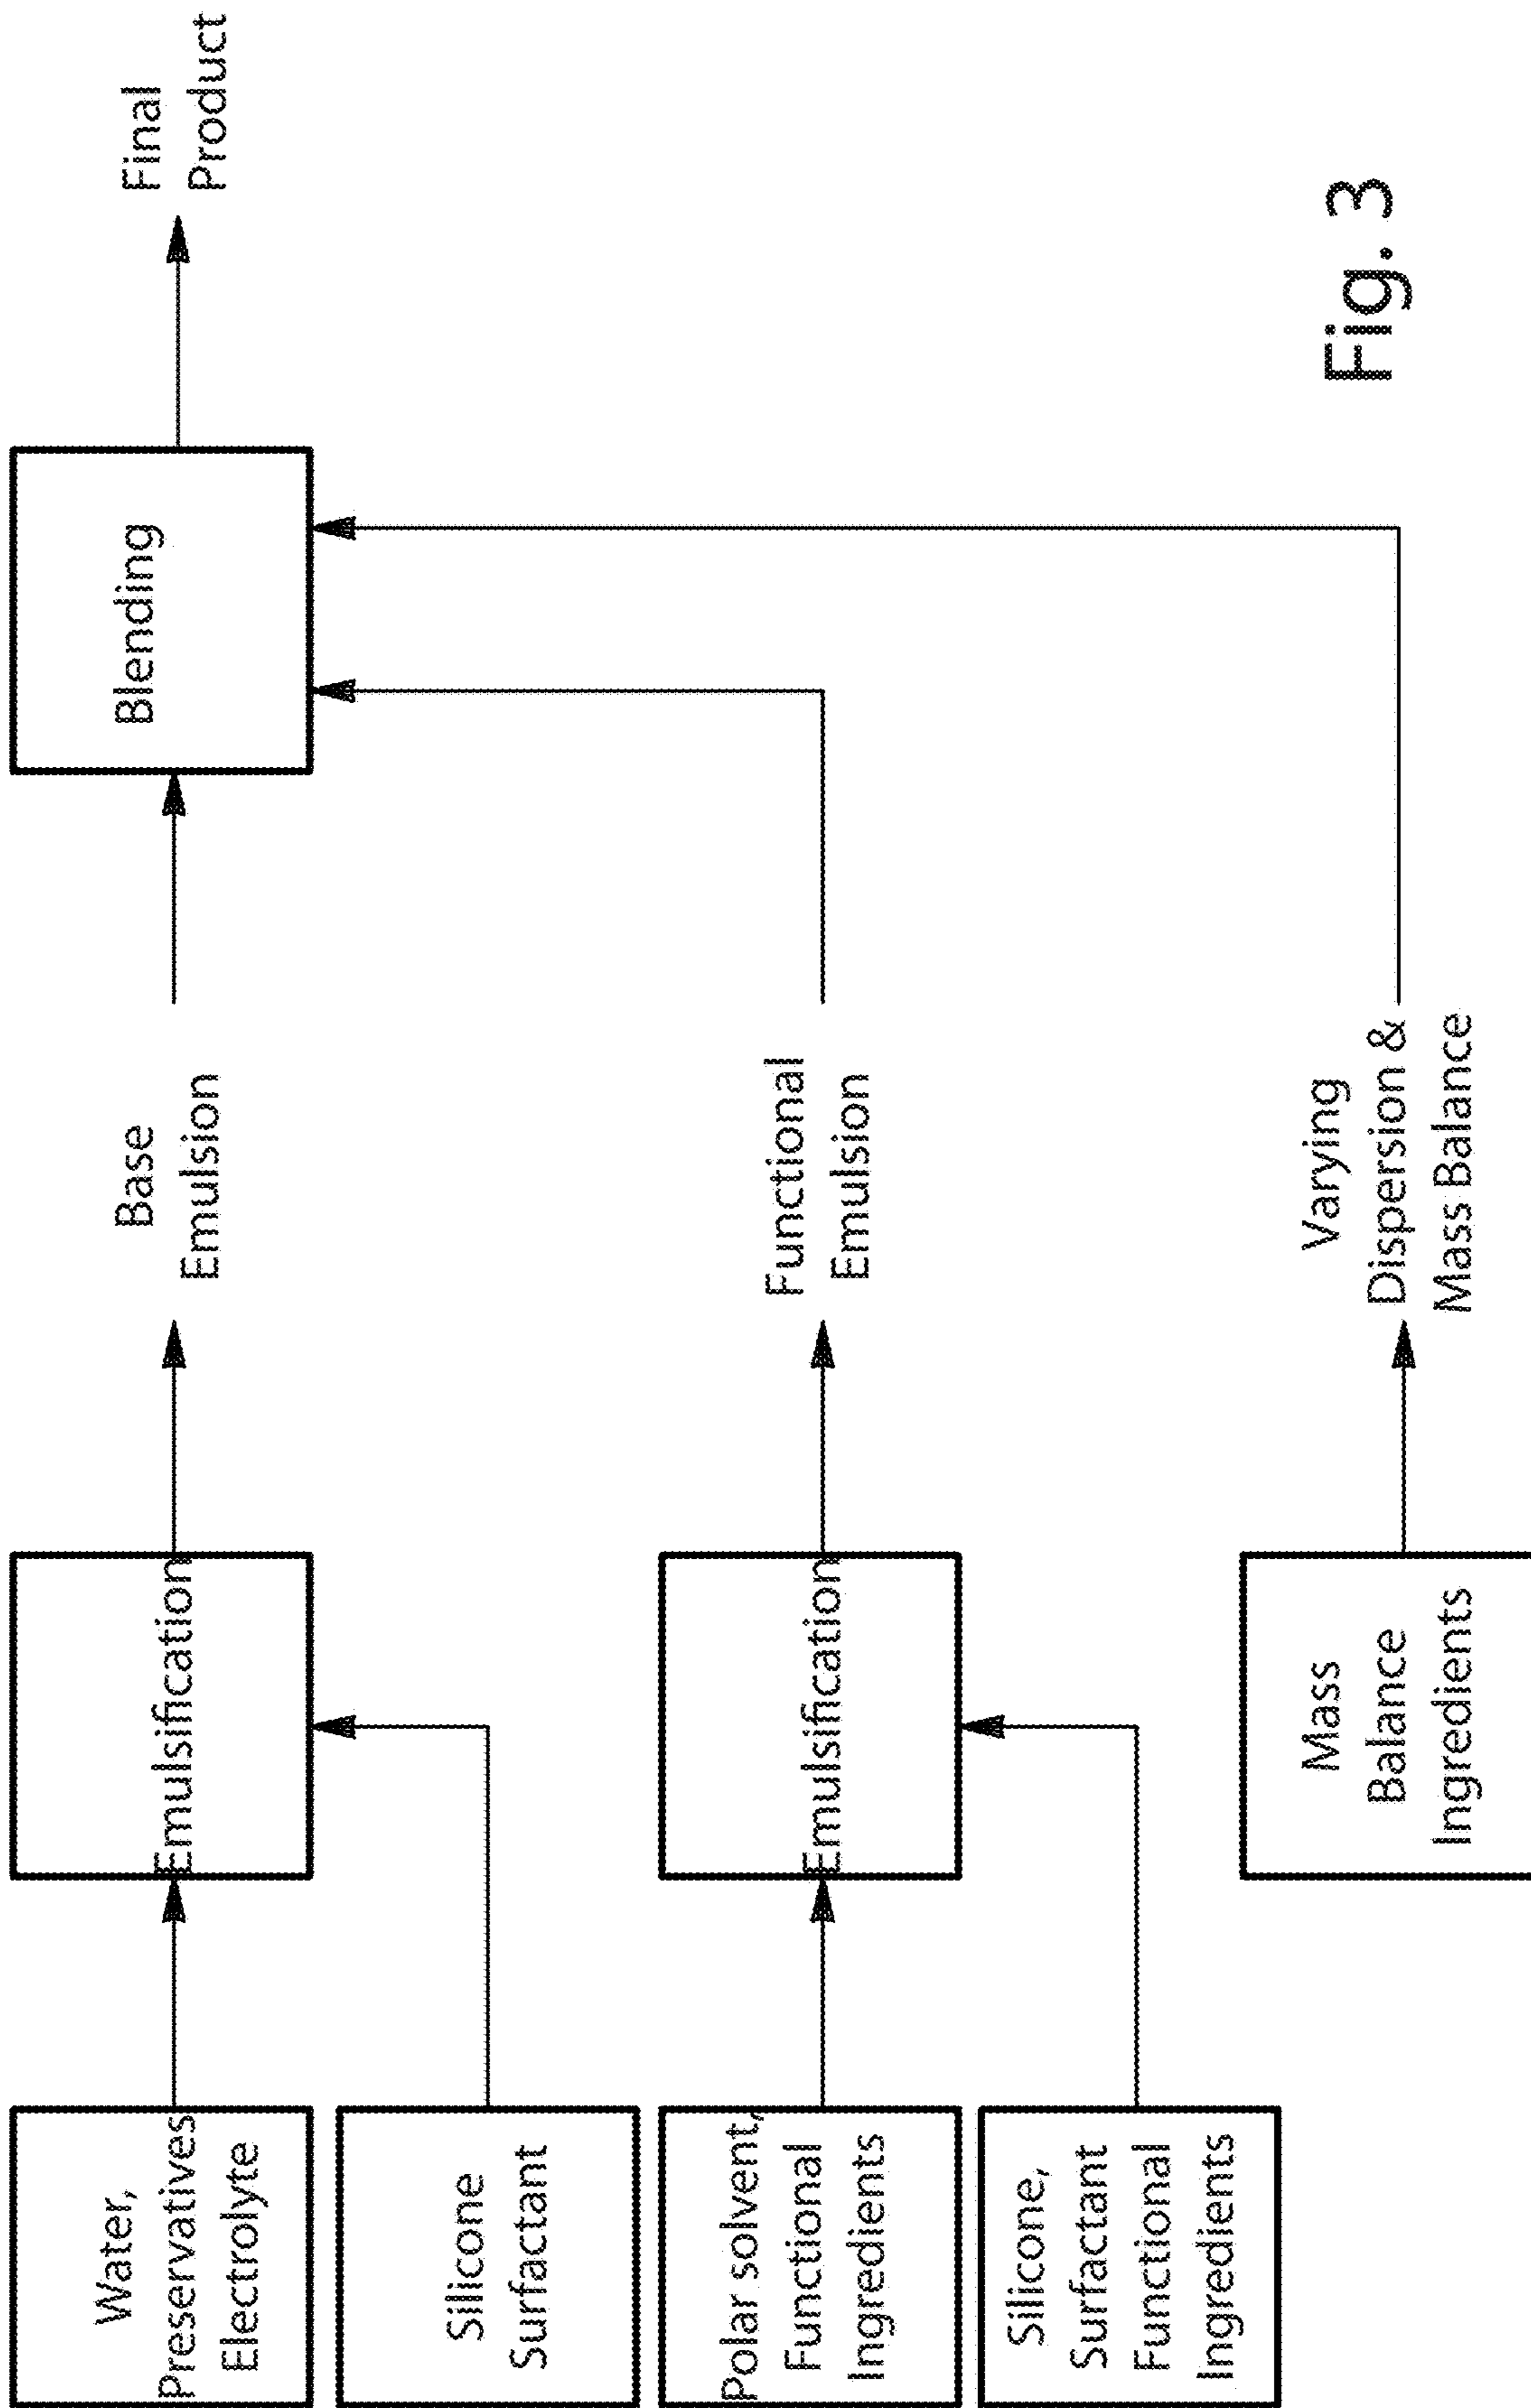 Water,
Preservatives
Electrolyte
Emulsification
Base
Emulsion
Blending
Final
Product
Silicone
Surfactant
Polar solvent,
Functional
Ingredients
Emulsification
Functional
Emulsion
Silicone,
Surfactant
Functional
Ingredients
Mass
Balance
Ingredients
Varying
Dispersion &
Mass Balance
Fig. 3